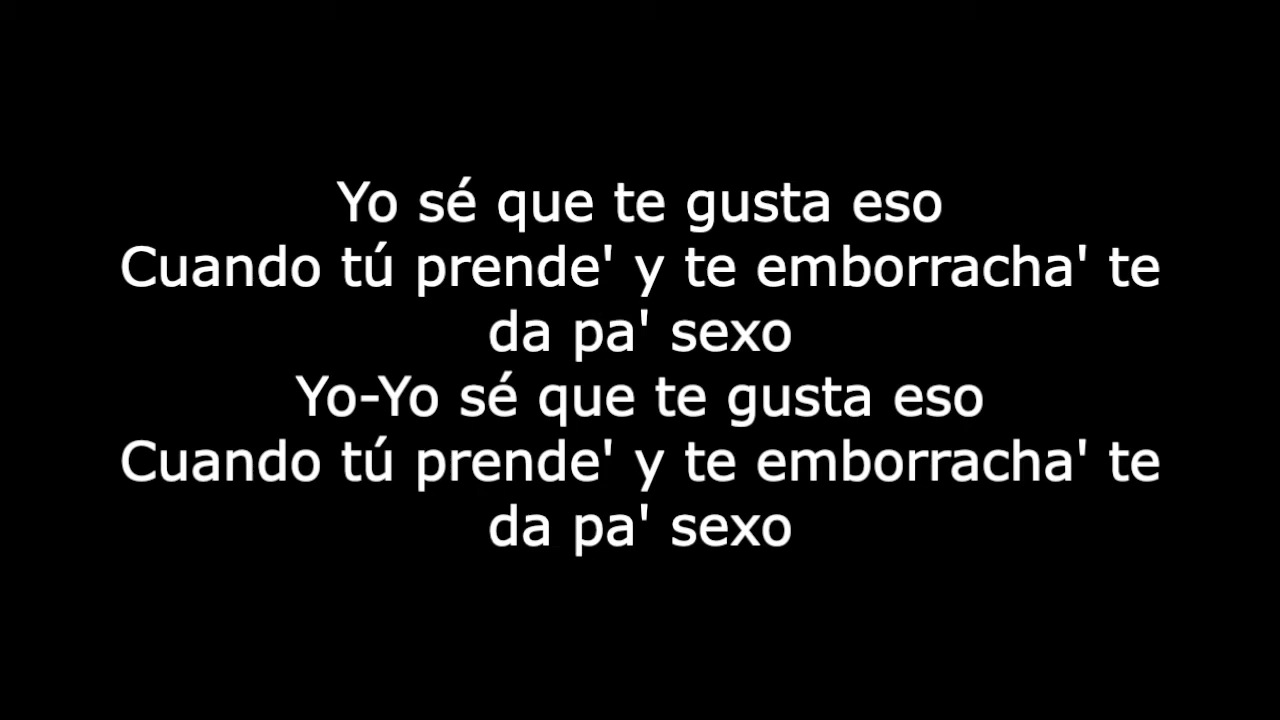 Yo sé que te gusta eso
Cuando tú prende' y te emborracha' te
da pa' sexo
Yo-Yo sé que te gusta eso
Cuando tú prende' y te emborracha' te
da pa' sexo